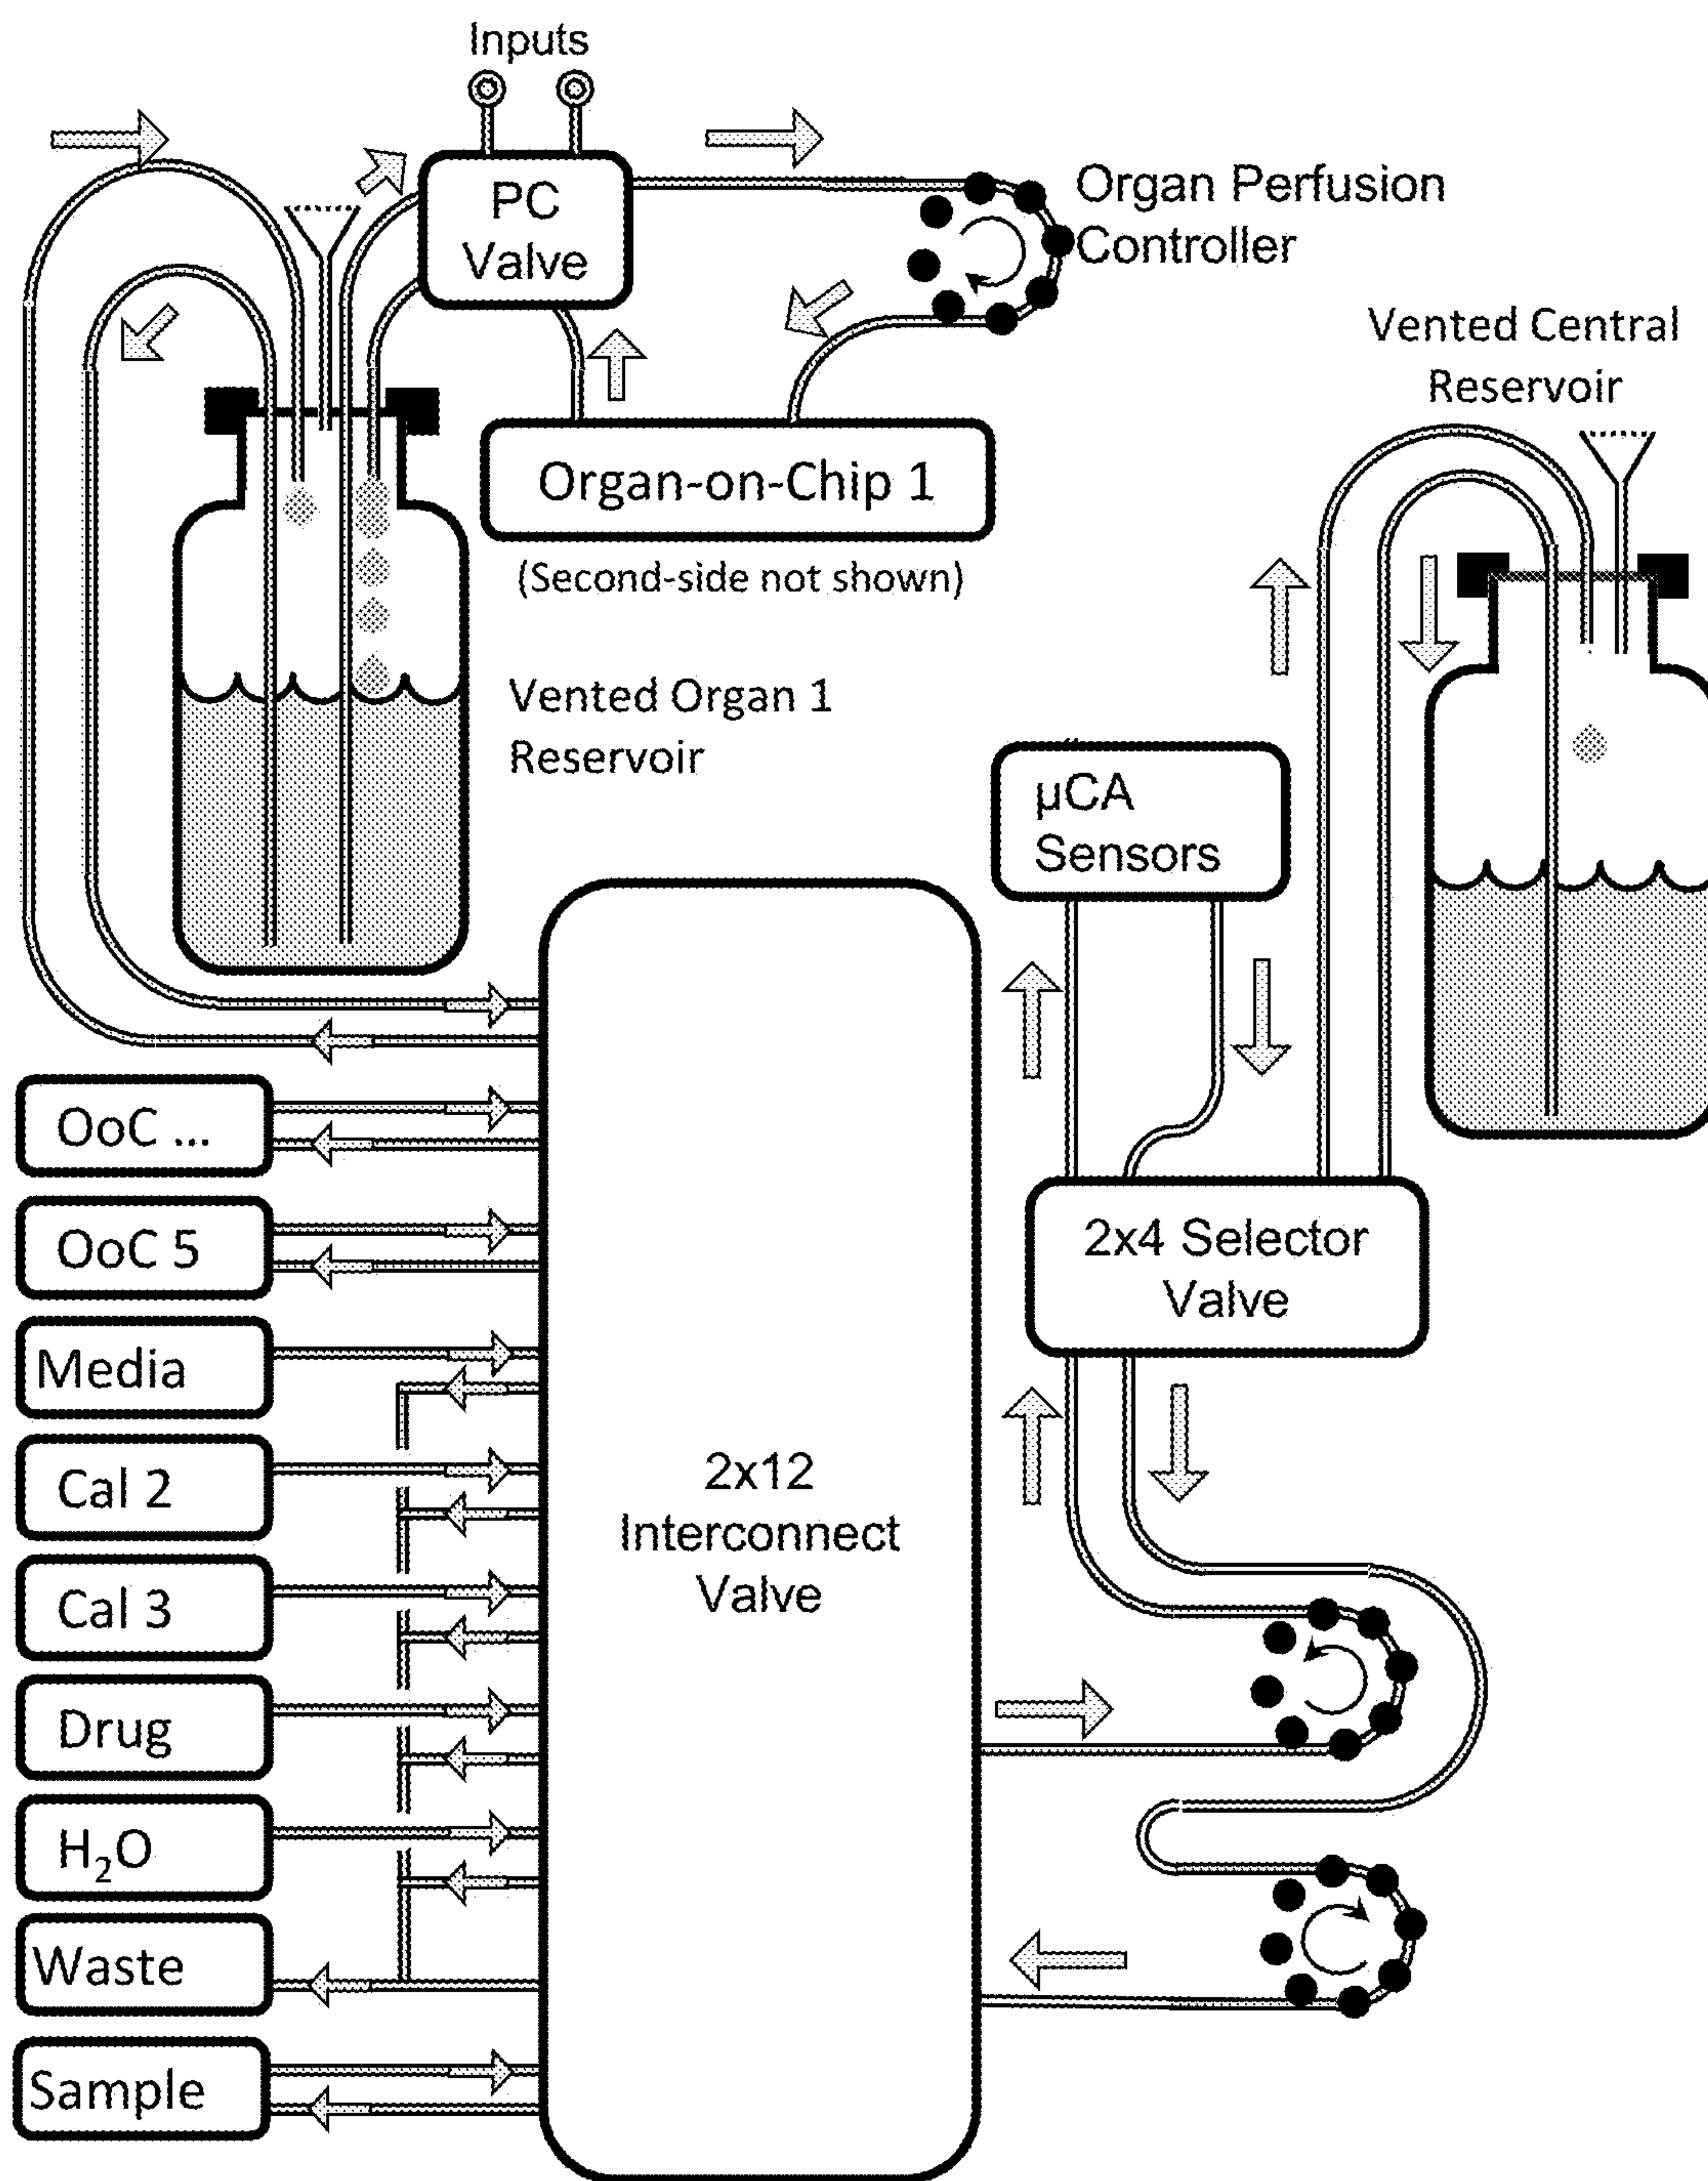 Inputs
PC
Valve
Organ Perfusion
Controller
Vented Central
Reservoir
Organ-on-Chip 1
(Second-side not shown)
Vented Organ 1
Reservoir
µCA
Sensors
OoC ...
OoC 5
2x4 Selector
Valve
Media
Cal 2
2x12
Interconnect
Valve
Cal 3
Drug
H₂O
Waste
Sample